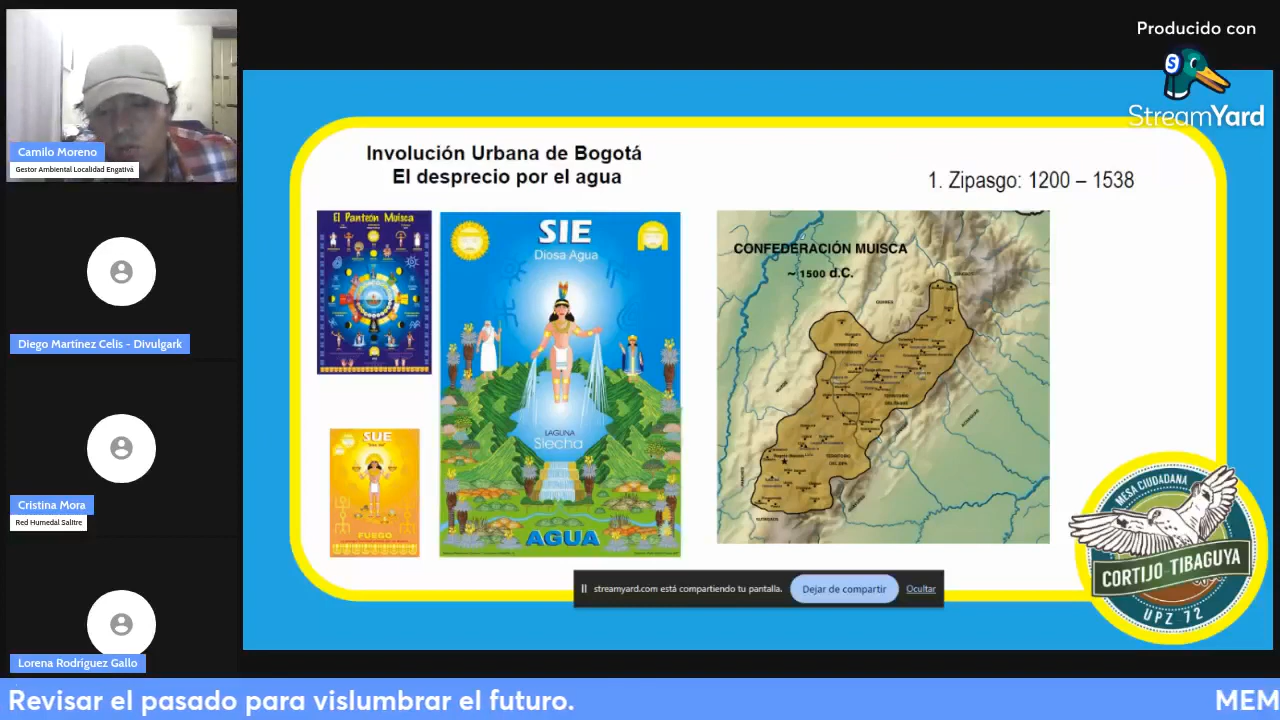 Producido con
StreamYard
Camilo Moreno
Gestor Ambiental Localidad Engativá
Diego Martínez Celis - Divulgark
Cristina Mora
Red Humedal Salitre
Lorena Rodríguez Gallo
Involución Urbana de Bogotá
El desprecio por el agua
1. Zipasgo: 1200 – 1538
El Panteón Muisca
SIE
Diosa Agua
LAGUNA
Siecha
AGUA
SUE
FUEGO
CONFEDERACIÓN MUISCA
~ 1500 d.C.
MESA CIUDADANA
CORTIJO TIBAGUYA
UPZ 72
streamyard.com está compartiendo tu pantalla.
Dejar de compartir
Ocultar
Revisar el pasado para vislumbrar el futuro.
MEM